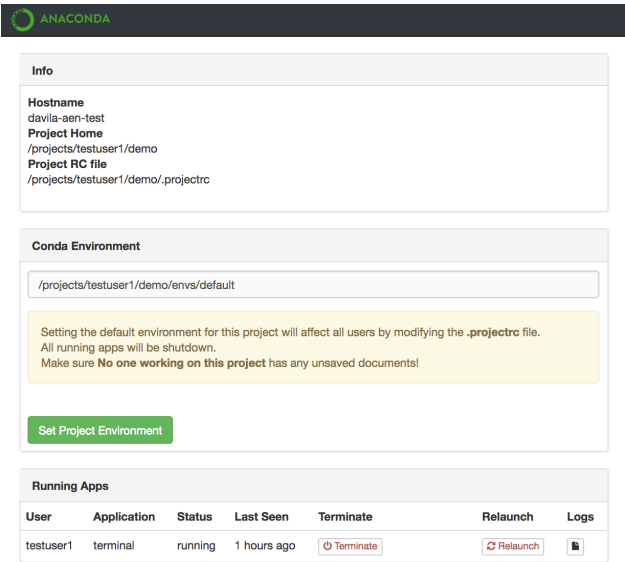 ANACONDA
Info
Hostname
davila-aen-test
Project Home
/projects/testuser1/demo
Project RC file
/projects/testuser1/demo/.projectrc
Conda Environment
/projects/testuser1/demo/envs/default
Setting the default environment for this project will affect all users by modifying the .projectrc file.
All running apps will be shutdown.
Make sure No one working on this project has any unsaved documents!
Set Project Environment
Running Apps
User Application Status Last Seen Terminate Relaunch Logs
testuser1 terminal running 1 hours ago Terminate Relaunch